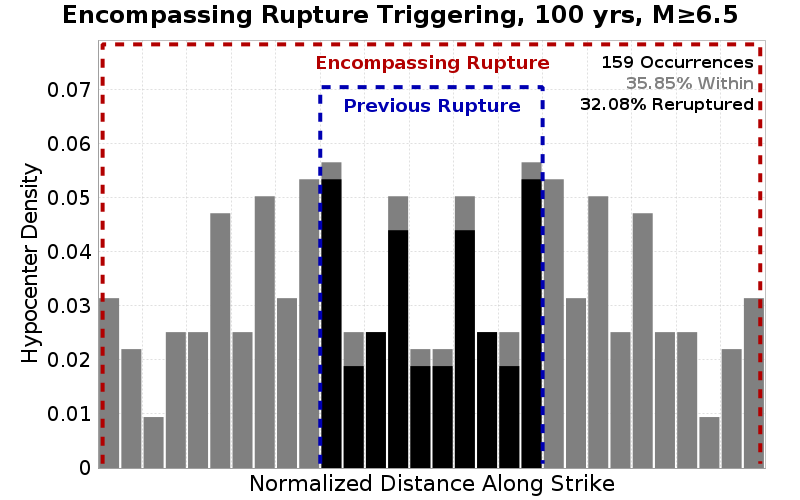 Encompassing Rupture Triggering, 100 yrs, M≥6.5
Encompassing Rupture
159 Occurrences
35.85% Within
Previous Rupture
32.08% Reruptured
0.07
0.06
0.05
0.04
0.03
0.02
0.01
0
Hypocenter Density
Normalized Distance Along Strike